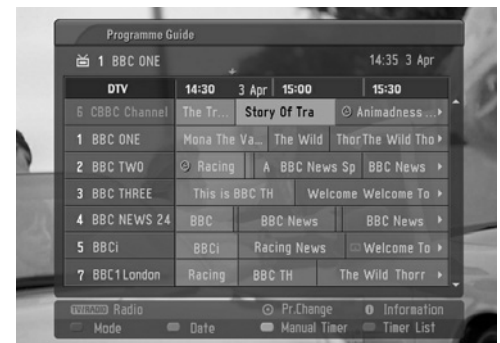 Programme Guide
1 BBC ONE 14:35 3 Apr
DTV 14:30 3 Apr 15:00 15:30
6 CBBC Channel The Tr... Story Of Tra Animadness ...
1 BBC ONE Mona The Va... The Wild ThorThe Wild Tho
2 BBC TWO Racing A BBC News Sp BBC News
3 BBC THREE This is BBC TH Welcome Welcome To
4 BBC NEWS 24 BBC BBC News BBC News
5 BBCi BBCi Racing News Welcome To
7 BBC1London Racing BBC TH The Wild Thorr
TV/RADIO Radio Pr.Change Information
Mode Date Manual Timer Timer List